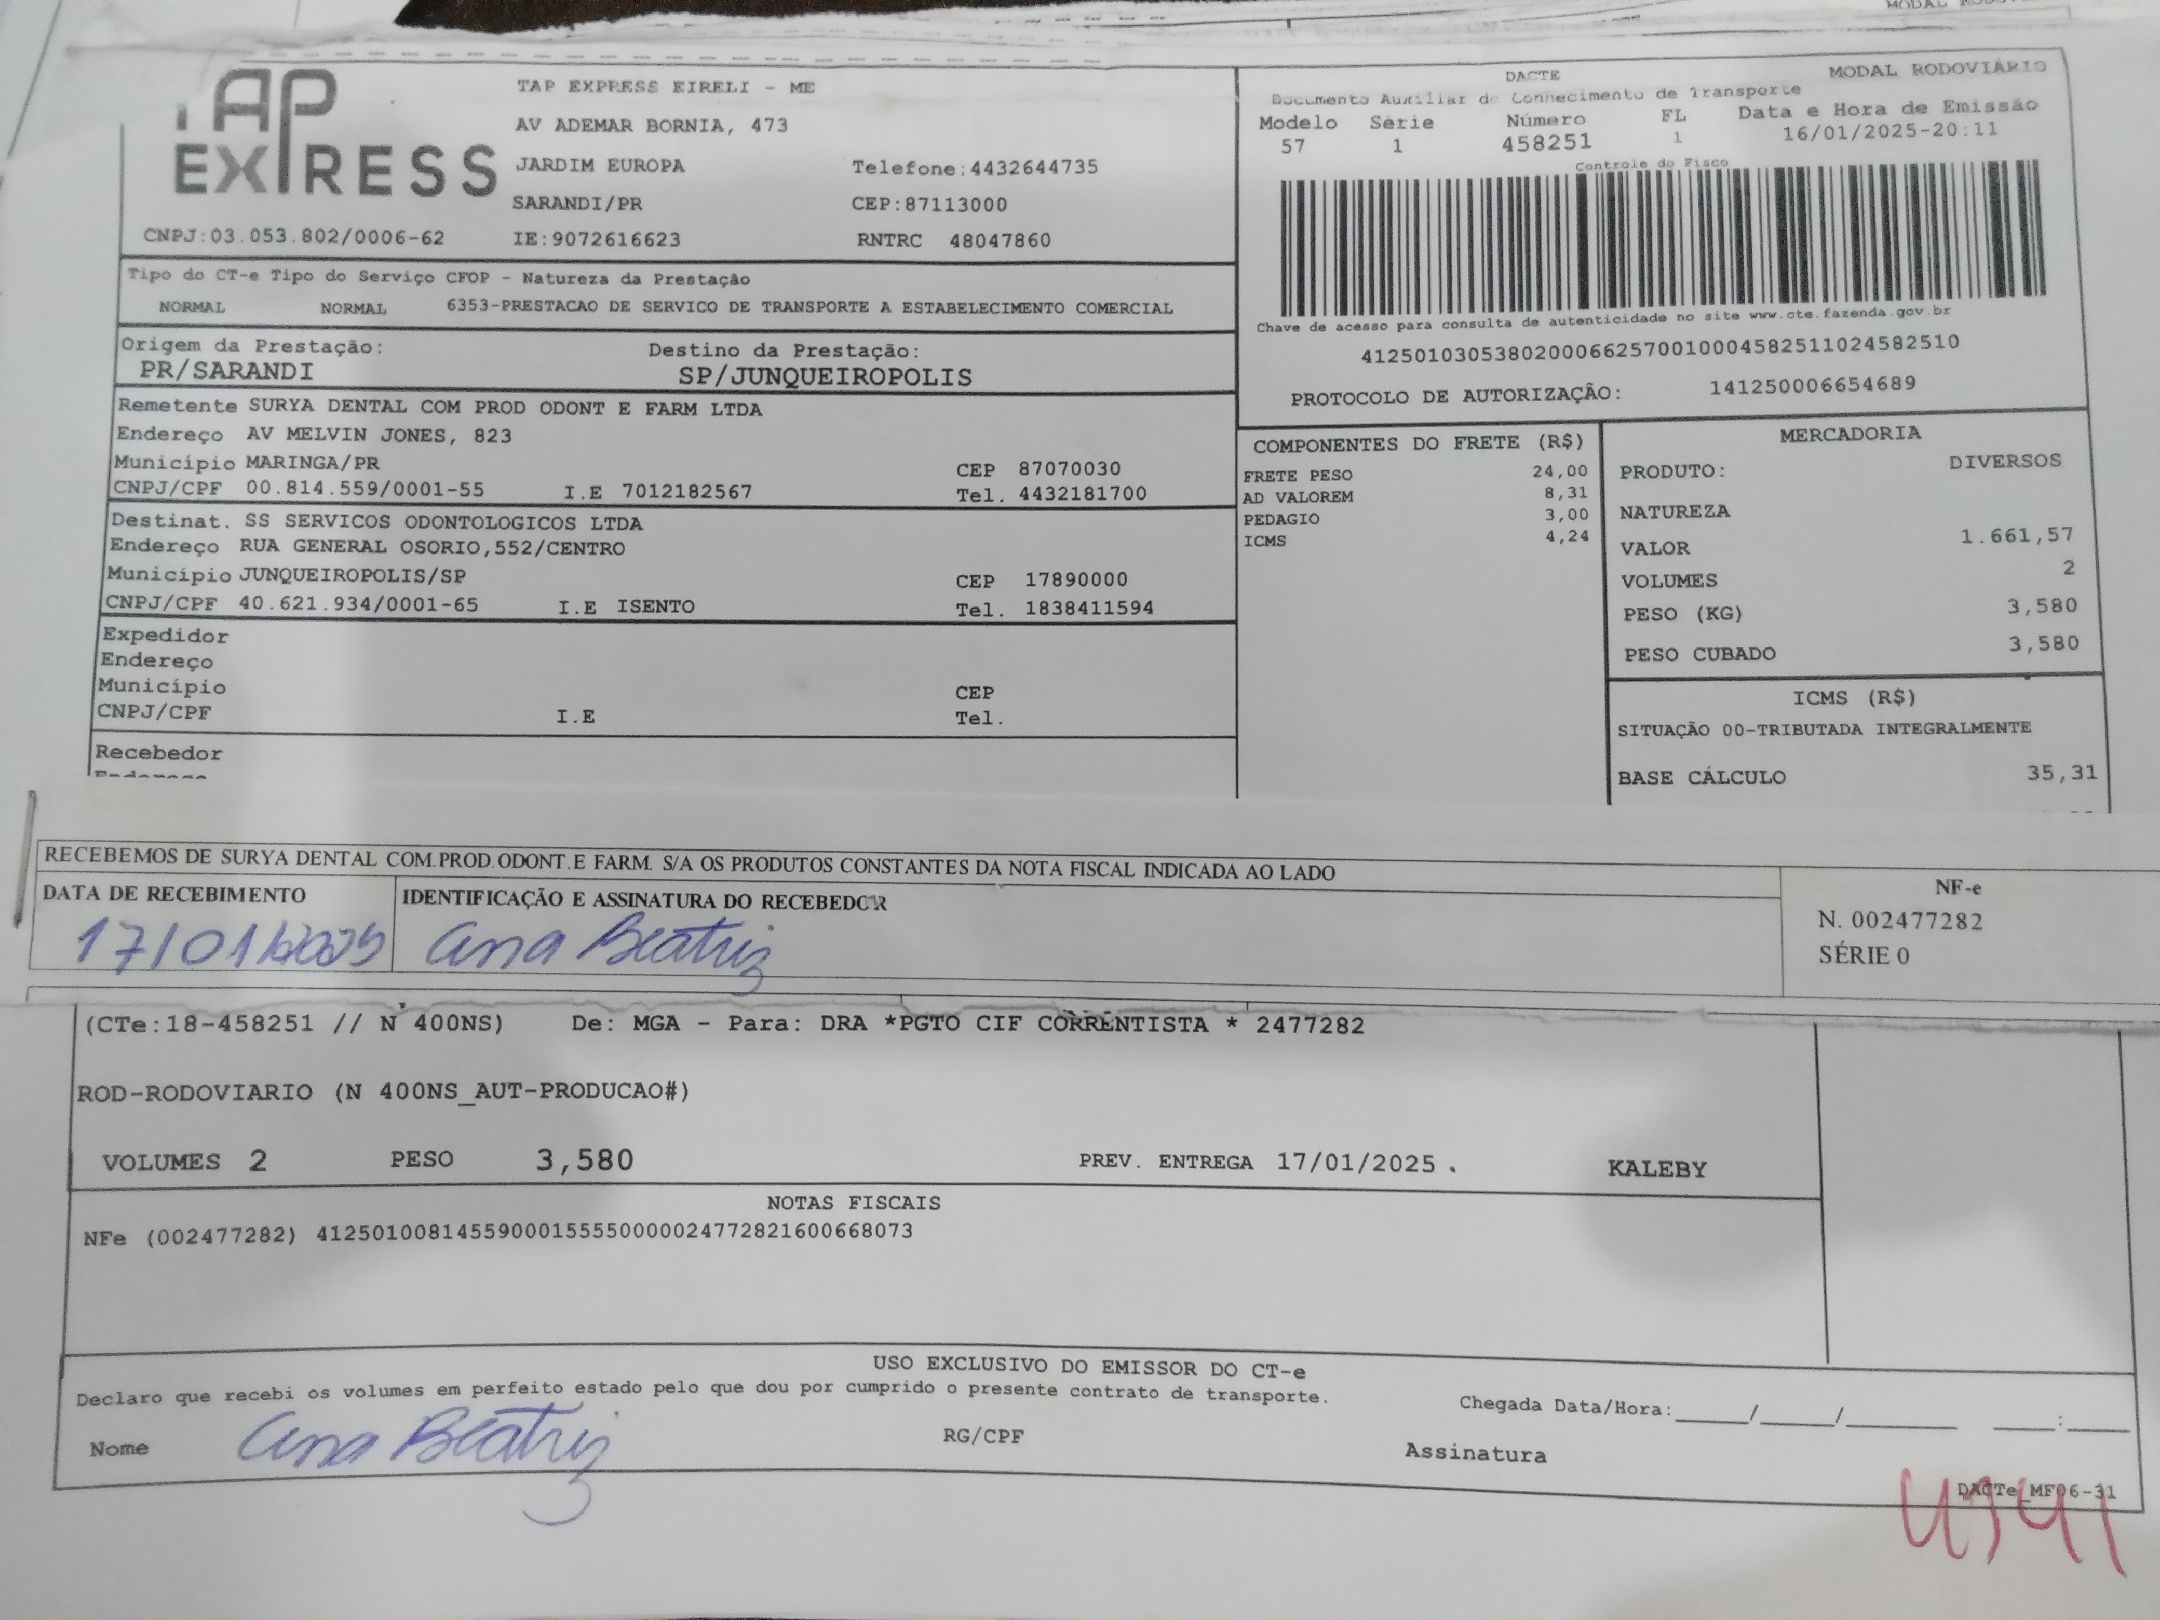 TAP EXPRESS
TAP EXPRESS EIRELI - ME
AV ADEMAR BORNIA, 473
JARDIM EUROPA Telefone:4432644735
SARANDI/PR CEP:87113000
CNPJ:03.053.802/0006-62 IE:9072616623 RNTRC 48047860
DACTE MODAL RODOVIÁRIO
Documento Auxiliar de Conhecimento de Transporte
Modelo Série Número FL Data e Hora de Emissão
57 1 458251 1 16/01/2025-20:11
Controle do Fisco
Chave de acesso para consulta de autenticidade no site www.cte.fazenda.gov.br
41250103053802000662570010004582511024582510
PROTOCOLO DE AUTORIZAÇÃO: 141250006654689
Tipo do CT-e Tipo do Serviço CFOP - Natureza da Prestação
NORMAL NORMAL 6353-PRESTACAO DE SERVICO DE TRANSPORTE A ESTABELECIMENTO COMERCIAL
Origem da Prestação: Destino da Prestação:
PR/SARANDI SP/JUNQUEIROPOLIS
Remetente SURYA DENTAL COM PROD ODONT E FARM LTDA
Endereço AV MELVIN JONES, 823
Município MARINGA/PR CEP 87070030
CNPJ/CPF 00.814.559/0001-55 I.E 7012182567 Tel. 4432181700
Destinat. SS SERVICOS ODONTOLOGICOS LTDA
Endereço RUA GENERAL OSORIO,552/CENTRO
Município JUNQUEIROPOLIS/SP CEP 17890000
CNPJ/CPF 40.621.934/0001-65 I.E ISENTO Tel. 1838411594
Expedidor
Endereço
Município CEP
CNPJ/CPF I.E Tel.
Recebedor
COMPONENTES DO FRETE (R$)
FRETE PESO 24,00
AD VALOREM 8,31
PEDAGIO 3,00
ICMS 4,24
MERCADORIA
PRODUTO: DIVERSOS
NATUREZA
VALOR 1.661,57
VOLUMES 2
PESO (KG) 3,580
PESO CUBADO 3,580
ICMS (R$)
SITUAÇÃO 00-TRIBUTADA INTEGRALMENTE
BASE CÁLCULO 35,31
RECEBEMOS DE SURYA DENTAL COM.PROD.ODONT.E FARM. S/A OS PRODUTOS CONSTANTES DA NOTA FISCAL INDICADA AO LADO
DATA DE RECEBIMENTO IDENTIFICAÇÃO E ASSINATURA DO RECEBEDOR
17/01/2025 Ana Beatriz
NF-e
N. 002477282
SÉRIE 0
(CTe:18-458251 // N 400NS) De: MGA - Para: DRA *PGTO CIF CORRENTISTA * 2477282
ROD-RODOVIARIO (N 400NS_AUT-PRODUCAO#)
VOLUMES 2 PESO 3,580 PREV. ENTREGA 17/01/2025 . KALEBY
NOTAS FISCAIS
NFe (002477282) 41250100814559000155550000024772821600668073
USO EXCLUSIVO DO EMISSOR DO CT-e
Declaro que recebi os volumes em perfeito estado pelo que dou por cumprido o presente contrato de transporte.
Chegada Data/Hora:_____/_____/_______ ____:____
Nome Ana Beatriz RG/CPF Assinatura
DACTe_MF06-31